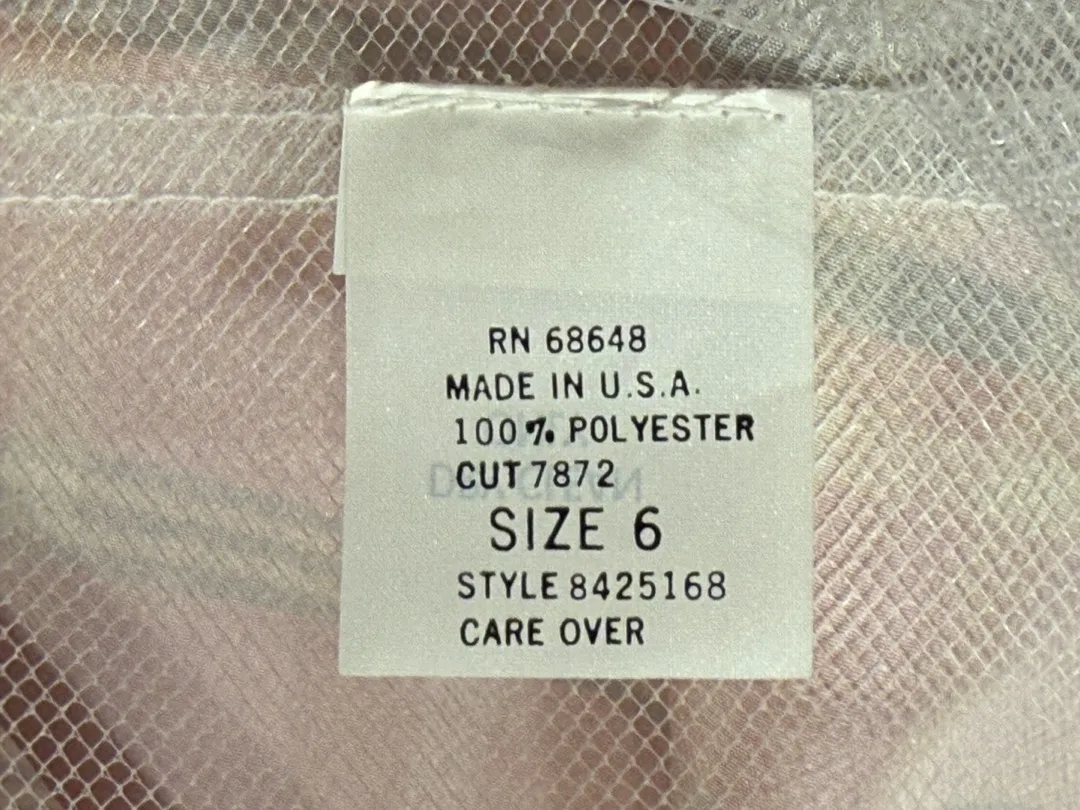 RN 68648
MADE IN U.S.A.
100% POLYESTER
CUT 7872
SIZE 6
STYLE 8425168
CARE OVER